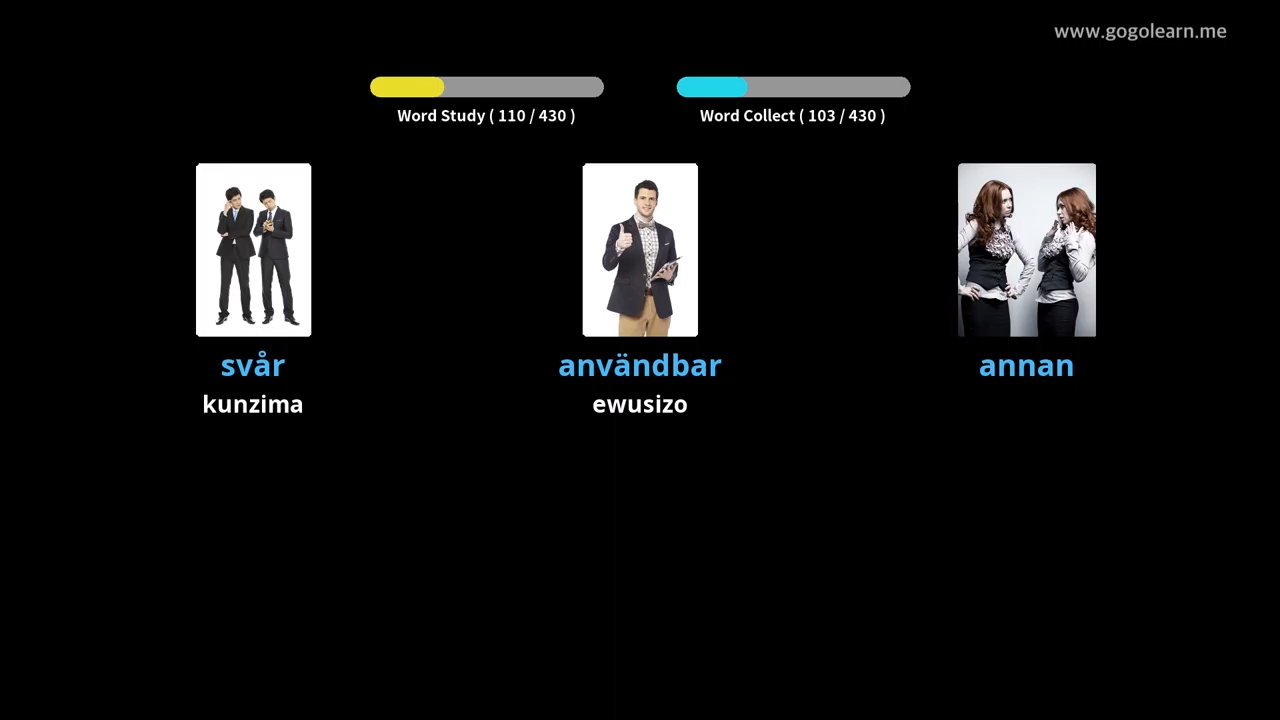 www.gogolearn.me
Word Study ( 110 / 430 )
Word Collect ( 103 / 430 )
svår
användbar
annan
kunzima
ewusizo